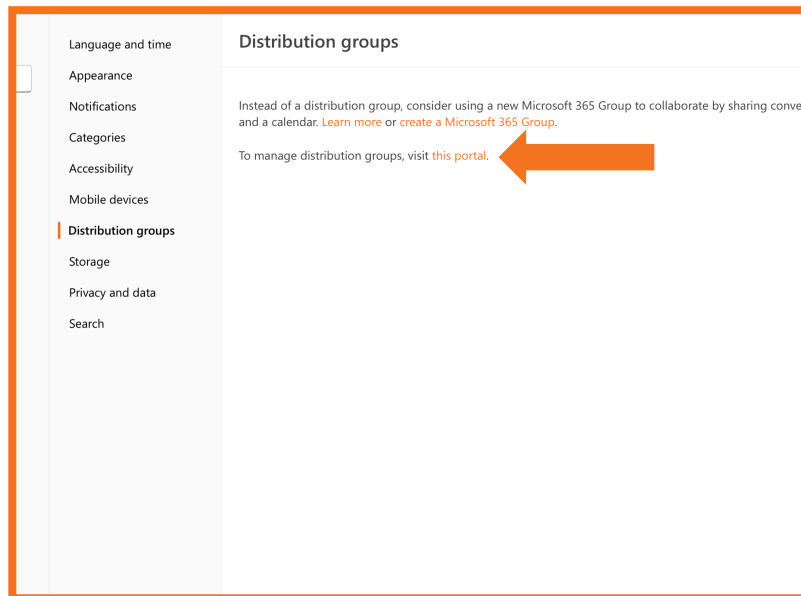 Language and time
Appearance
Notifications
Categories
Accessibility
Mobile devices
Distribution groups
Storage
Privacy and data
Search
Distribution groups
Instead of a distribution group, consider using a new Microsoft 365 Group to collaborate by sharing
and a calendar. Learn more or create a Microsoft 365 Group.
To manage distribution groups, visit this portal.